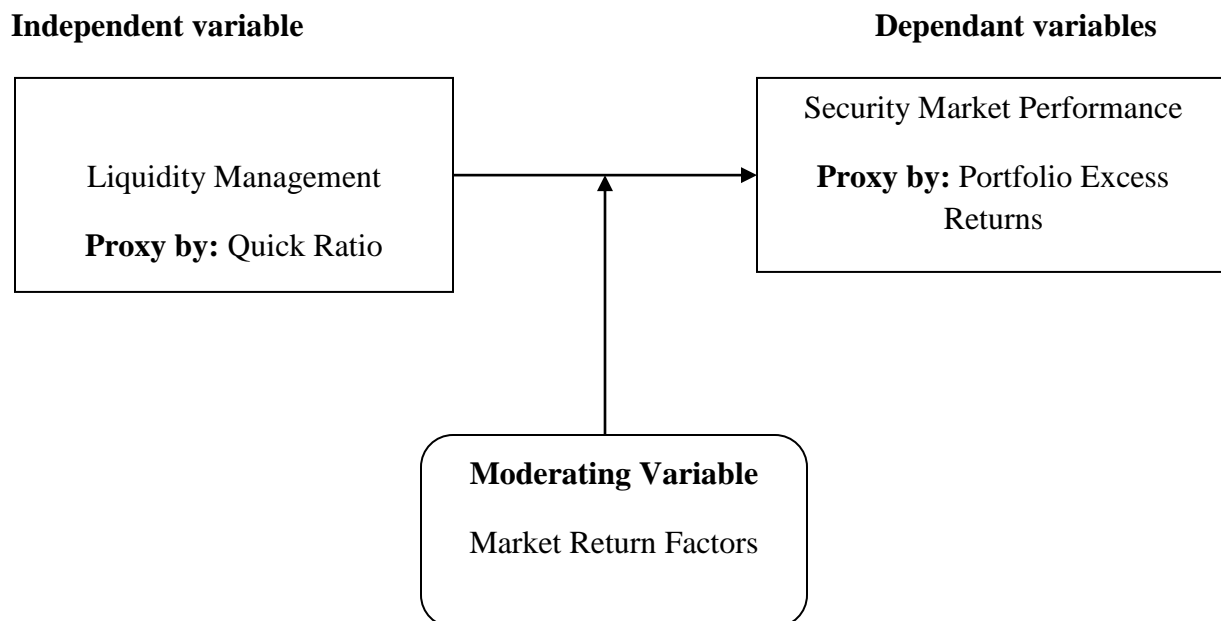 Independent variable
Dependant variables
Liquidity Management
Proxy by: Quick Ratio
Security Market Performance
Proxy by: Portfolio Excess
Returns
Moderating Variable
Market Return Factors